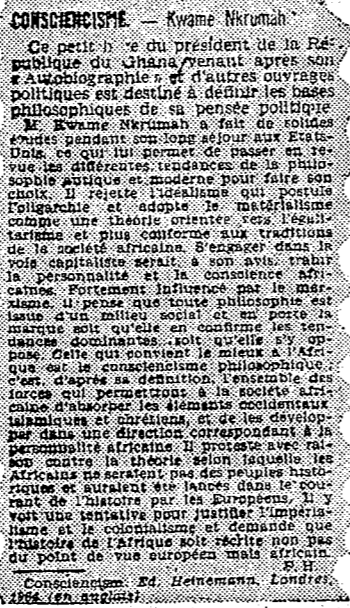 CONSCIENCISME. — Kwame Nkrumah
Ce petit du président de la Ré-
publique du Ghana, venant après son
« Autobiographie » et d'autres ouvrages
politiques est destiné à définir les bases
philosophiques de sa pensée politique.
M. Kwame Nkrumah a fait de solides
études pendant son long séjour aux Etats-
Unis, ce qui lui permet de passer en re-
vue les différentes tendances de la philo-
sophie antique et moderne pour faire son
choix. Il rejette l'idéalisme qui postule
l'oligarchie et adopte le matérialisme
comme une théorie orientée vers l'égali-
tarisme et plus conforme aux traditions
de la société africaine. S'engager dans la
voie capitaliste serait, à son avis, trahir
la personnalité et la conscience afri-
caines. Fortement influencé par le mar-
xisme, il pense que toute philosophie est
issue d'un milieu social et en porte la
marque soit qu'elle en confirme les ten-
dances dominantes, soit qu'elle s'y op-
pose. Celle qui convient le mieux à l'Afri-
que est le consciencisme philosophique ;
c'est, d'après sa définition, l'ensemble des
forces qui permettront à la société afri-
caine d'absorber les éléments occidentaux
islamiques et chrétiens, et de les dévelop-
per dans une direction correspondant à la
personnalité africaine. Il proteste avec rai-
son contre la théorie selon laquelle les
Africains ne seraient pas des peuples histo-
riques et auraient été lancés dans le cou-
rant de l'histoire par les Européens. Il y
voit une tentative pour justifier l'impéria-
lisme et le colonialisme et demande que
l'histoire de l'Afrique soit récrite non pas
du point de vue européen mais africain.
P. H.
Consciencism. Ed. Heinemann, Londres,
1964 (en anglais)